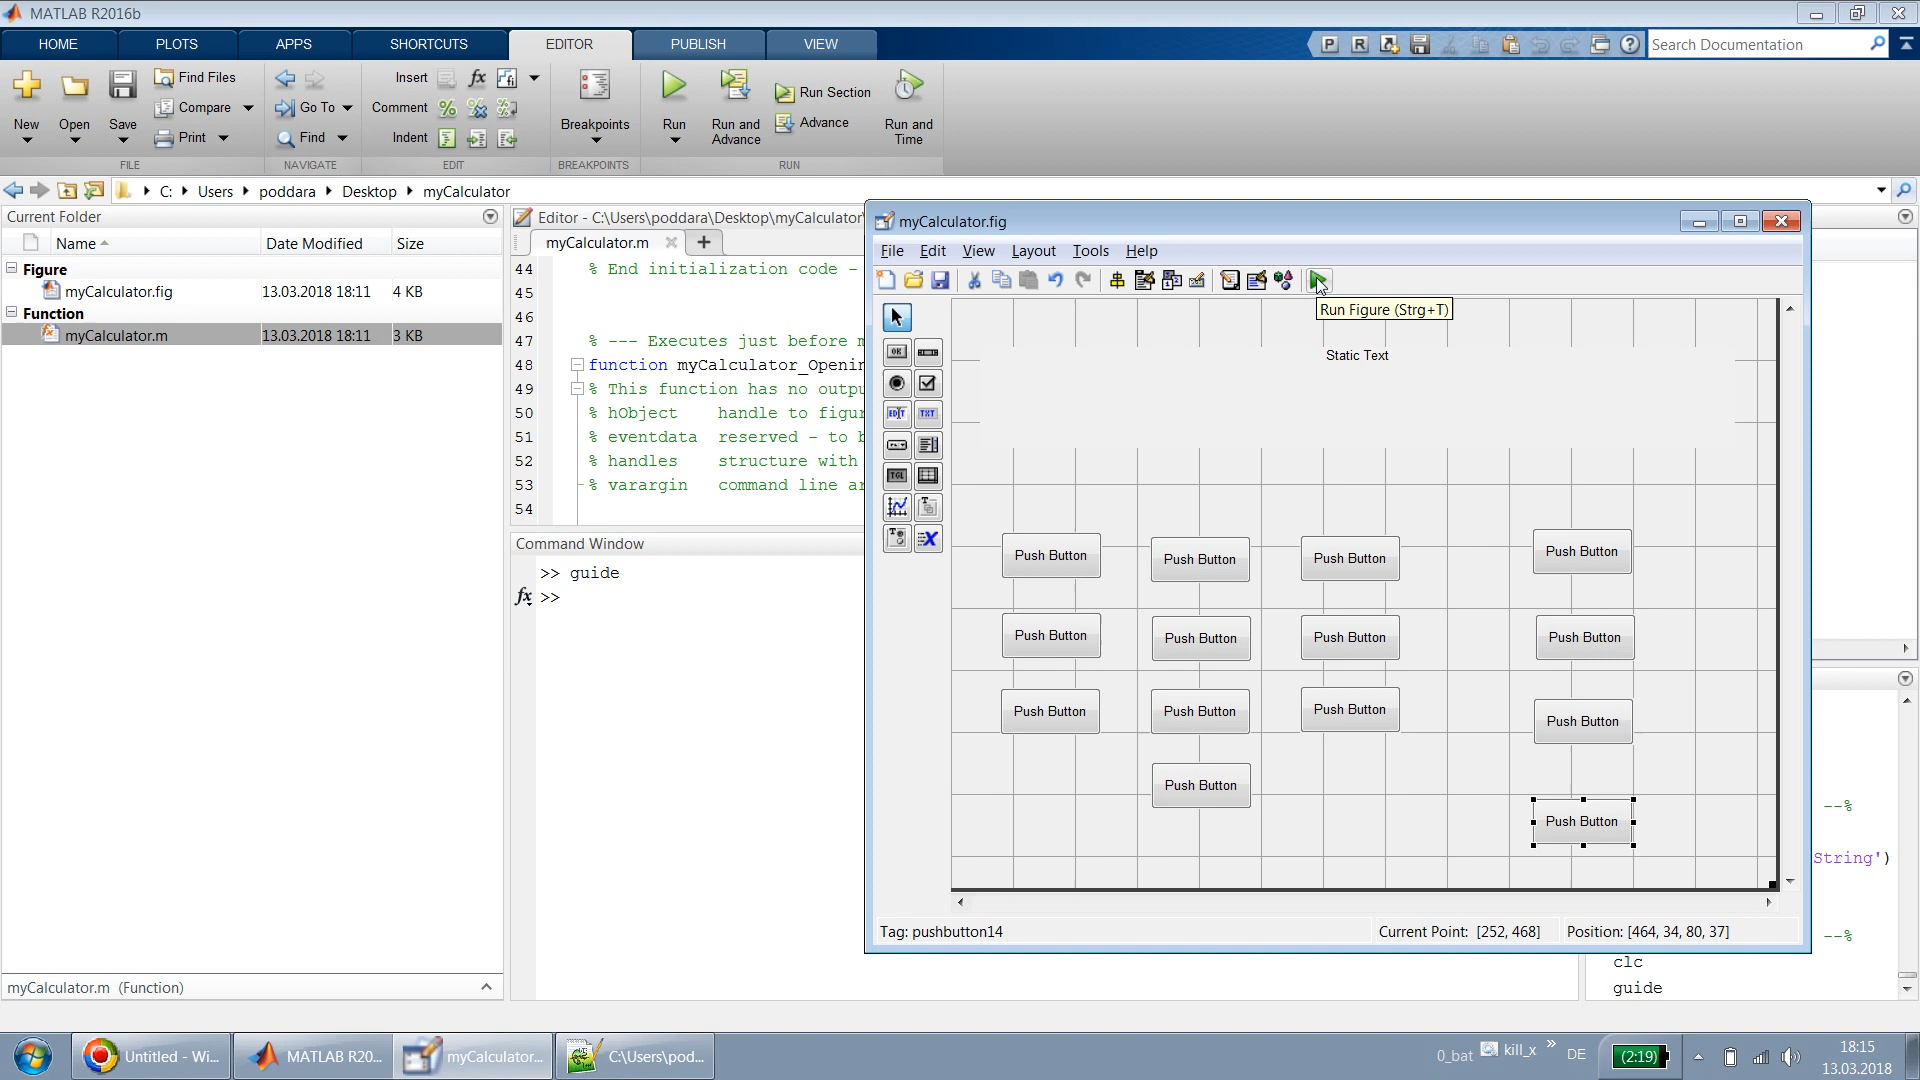 MATLAB R2016b
HOME PLOTS APPS SHORTCUTS EDITOR PUBLISH VIEW
Search Documentation
New Open Save Find Files Compare Print
Go To Find
Insert Comment Indent
Breakpoints
Run Run and Advance Run Section Advance Run and Time
FILE NAVIGATE EDIT BREAKPOINTS RUN
C: Users poddara Desktop myCalculator
Current Folder
Name Date Modified Size
Figure
myCalculator.fig 13.03.2018 18:11 4 KB
Function
myCalculator.m 13.03.2018 18:11 3 KB
myCalculator.m (Function)
Editor - C:\Users\poddara\Desktop\myCalculator\
myCalculator.m
44 % End initialization code -
45
46
47 % --- Executes just before
48 function myCalculator_Openin
49 % This function has no outpu
50 % hObject handle to figur
51 % eventdata reserved - to b
52 % handles structure with
53 % varargin command line ar
54
Command Window
>> guide
fx >>
myCalculator.fig
File Edit View Layout Tools Help
Run Figure (Strg+T)
OK
EDIT TXT
TGL
Static Text
Push Button Push Button Push Button Push Button
Push Button Push Button Push Button Push Button
Push Button Push Button Push Button Push Button
Push Button
Push Button
Tag: pushbutton14 Current Point: [252, 468] Position: [464, 34, 80, 37]
--%
String')
--%
clc
guide
Untitled - Wi... MATLAB R20... myCalculator... C:\Users\pod...
0_bat kill_x » DE (2:19) 18:15
13.03.2018